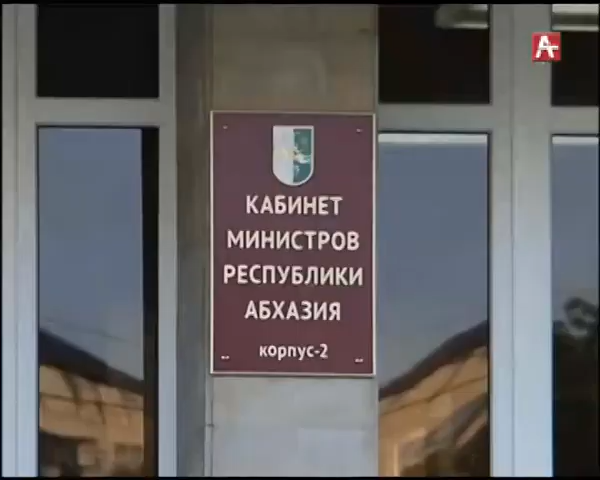 КАБИНЕТ
МИНИСТРОВ
РЕСПУБЛИКИ
АБХАЗИЯ
корпус-2